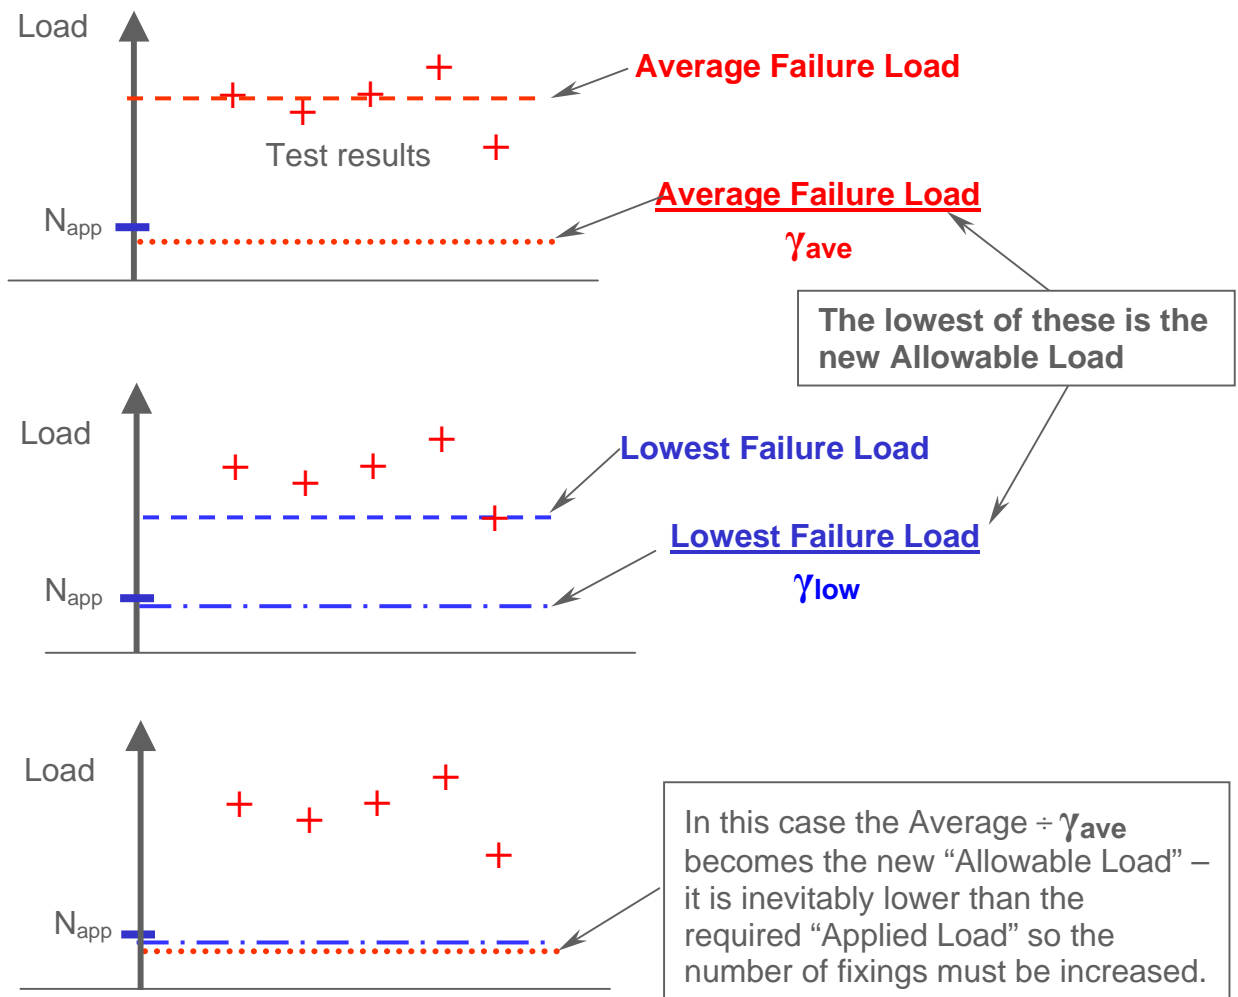 Load
Average Failure Load
Test results
Average Failure Load
Napp
γave
The lowest of these is the
new Allowable Load
Load
Lowest Failure Load
Lowest Failure Load
Napp
γlow
Load
In this case the Average ÷ γave
becomes the new “Allowable Load” –
it is inevitably lower than the
required “Applied Load” so the
number of fixings must be increased.
Napp